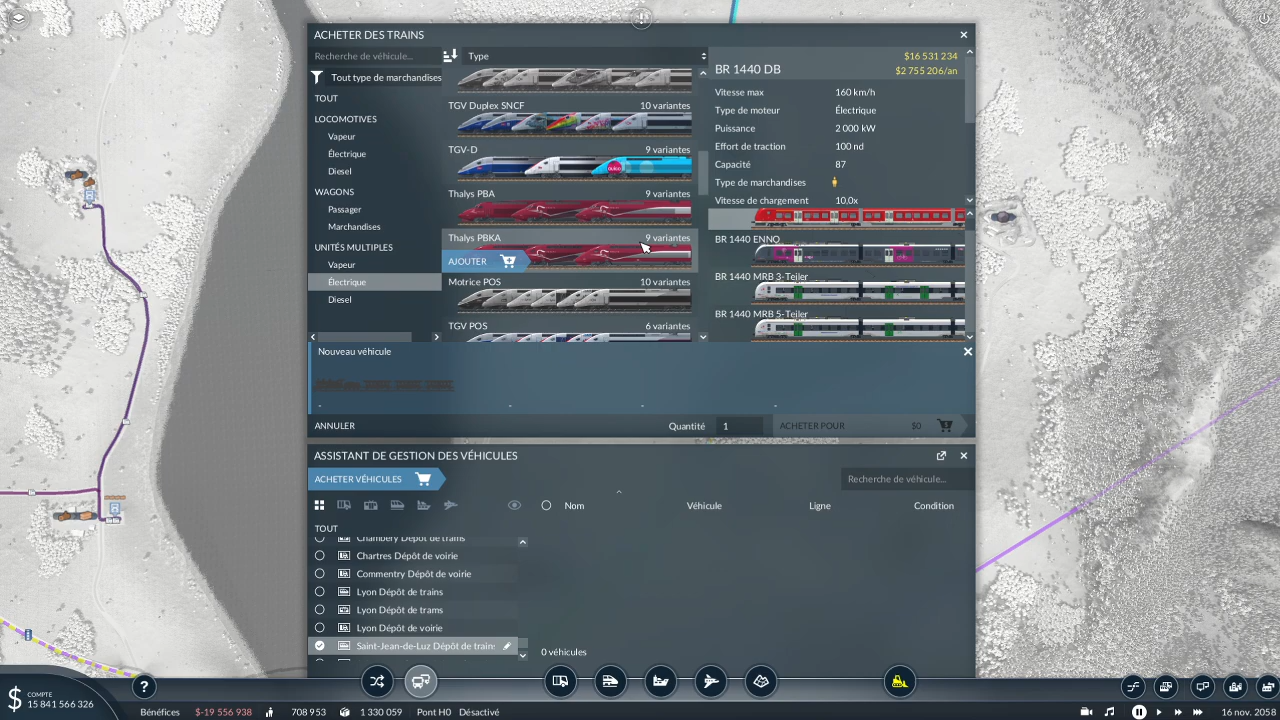 ACHETER DES TRAINS
Recherche de véhicule...
Type
Tout type de marchandises
TOUT
LOCOMOTIVES
Vapeur
Électrique
Diesel
WAGONS
Passager
Marchandises
UNITÉS MULTIPLES
Vapeur
Électrique
Diesel
TGV Duplex SNCF 10 variantes
TGV-D 9 variantes
ouigo
Thalys PBA 9 variantes
Thalys PBKA 9 variantes
AJOUTER
Motrice POS 10 variantes
TGV POS 6 variantes
$16 531 234
BR 1440 DB $2 755 206/an
Vitesse max 160 km/h
Type de moteur Électrique
Puissance 2 000 kW
Effort de traction 100 nd
Capacité 87
Type de marchandises
Vitesse de chargement 10,0x
BR 1440 ENNO
BR 1440 MRB 3-Teiler
BR 1440 MRB 5-Teiler
Nouveau véhicule
- - - -
ANNULER Quantité 1 ACHETER POUR $0
ASSISTANT DE GESTION DES VÉHICULES
ACHETER VÉHICULES Recherche de véhicule...
Nom Véhicule Ligne Condition
TOUT
Chambéry Dépôt de trams
Chartres Dépôt de voirie
Commentry Dépôt de voirie
Lyon Dépôt de trains
Lyon Dépôt de trams
Lyon Dépôt de voirie
Saint-Jean-de-Luz Dépôt de trains
0 véhicules
?
$ COMPTE
15 841 566 326
Bénéfices $-19 556 938 708 953 1 330 059 Pont H0 Désactivé 16 nov. 2058